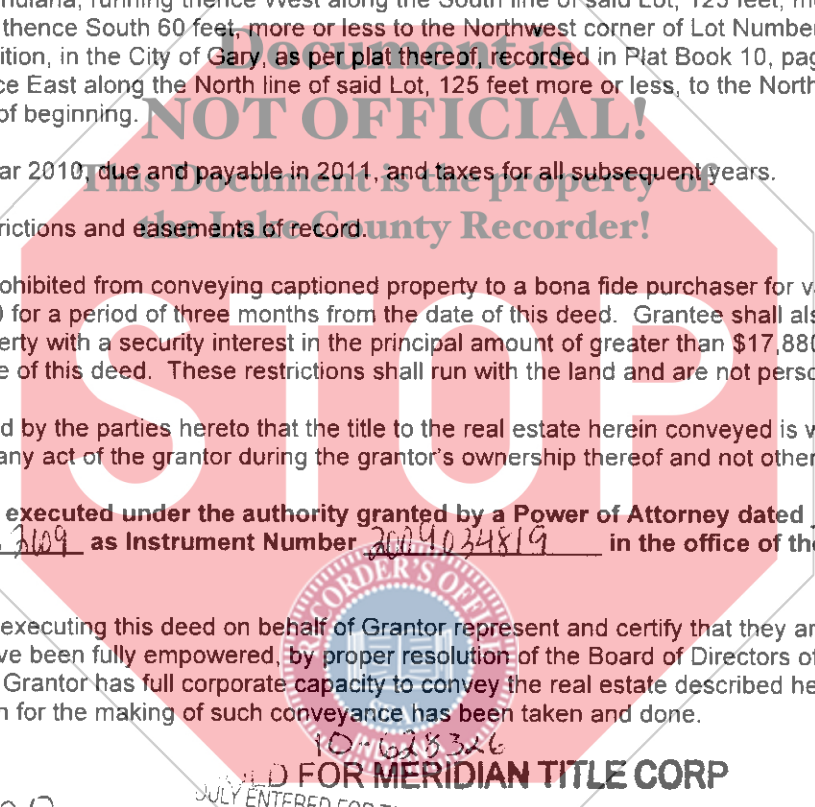 ndiana, running thence West along the South line of said Lot, 125 feet, m
thence South 60 feet, more or less to the Northwest corner of Lot Number
ition, in the City of Gary, as per plat thereof, recorded in Plat Book 10, pag
ce East along the North line of said Lot, 125 feet more or less, to the North
of beginning.
Document is
NOT OFFICIAL!
This Document is the property of
the Lake County Recorder!
ar 2010, due and payable in 2011, and taxes for all subsequent years.
rictions and easements of record.
ohibited from conveying captioned property to a bona fide purchaser for v
) for a period of three months from the date of this deed. Grantee shall als
erty with a security interest in the principal amount of greater than $17,880
e of this deed. These restrictions shall run with the land and are not perso
STOP
d by the parties hereto that the title to the real estate herein conveyed is w
any act of the grantor during the grantor's ownership thereof and not other
executed under the authority granted by a Power of Attorney dated
3109 as Instrument Number 2009034819 in the office of the
RECORDER'S OFFICE
executing this deed on behalf of Grantor represent and certify that they ar
ve been fully empowered, by proper resolution of the Board of Directors of
Grantor has full corporate capacity to convey the real estate described he
n for the making of such conveyance has been taken and done.
SEAL
10-628326
LD FOR MERIDIAN TITLE CORP
DULY ENTERED FOR